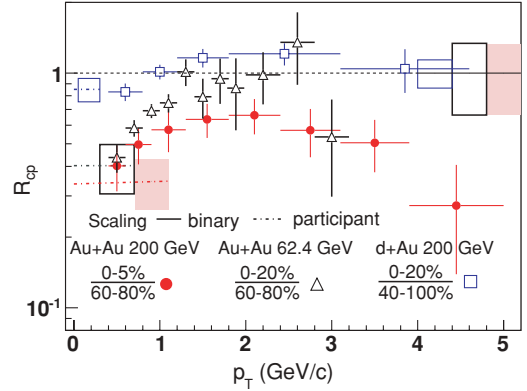 R_cp
1
10^-1
Scaling — binary -··- participant
Au+Au 200 GeV Au+Au 62.4 GeV d+Au 200 GeV
0-5% 0-20% 0-20%
60-80% 60-80% 40-100%
0 1 2 3 4 5
p_T (GeV/c)